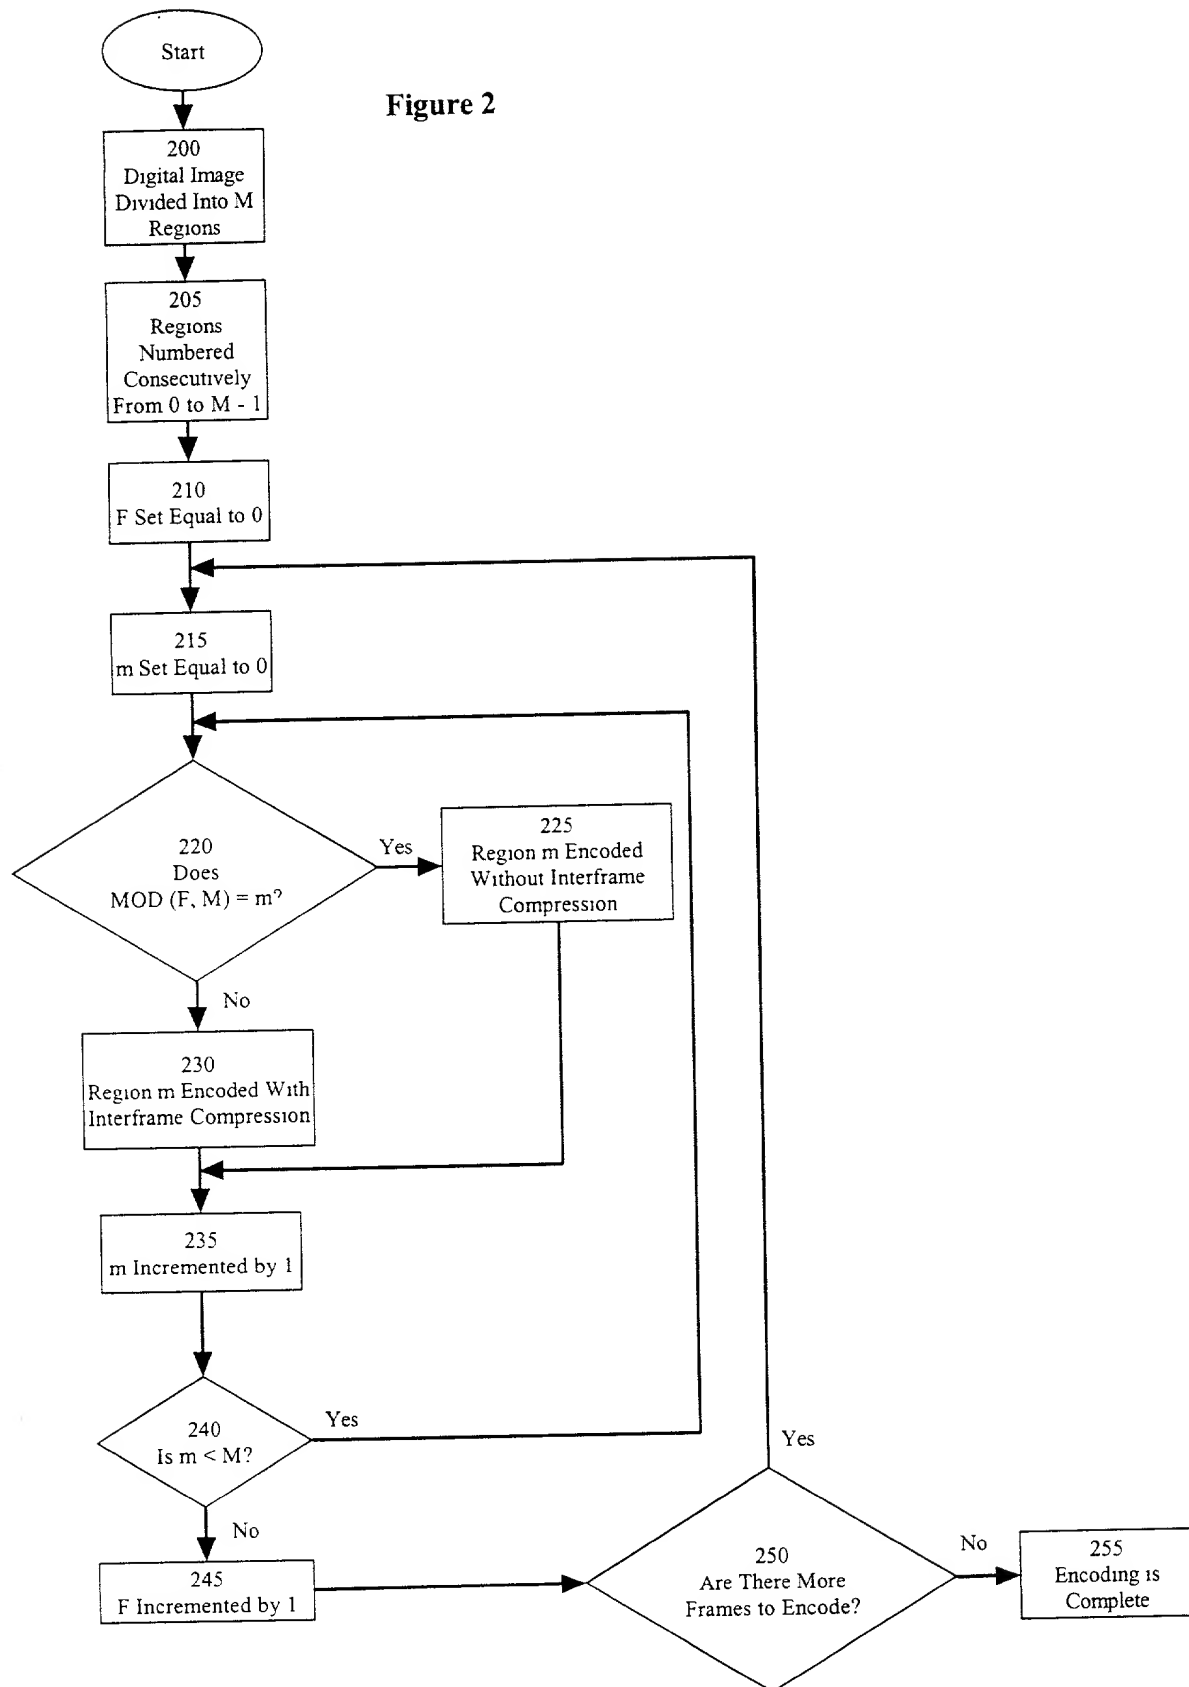 Start
Figure 2
200
Digital Image
Divided Into M
Regions
205
Regions
Numbered
Consecutively
From 0 to M - 1
210
F Set Equal to 0
215
m Set Equal to 0
220
Does
MOD (F, M) = m?
Yes
225
Region m Encoded
Without Interframe
Compression
No
230
Region m Encoded With
Interframe Compression
235
m Incremented by 1
240
Is m < M?
Yes
No
245
F Incremented by 1
Yes
250
Are There More
Frames to Encode?
No
255
Encoding is
Complete